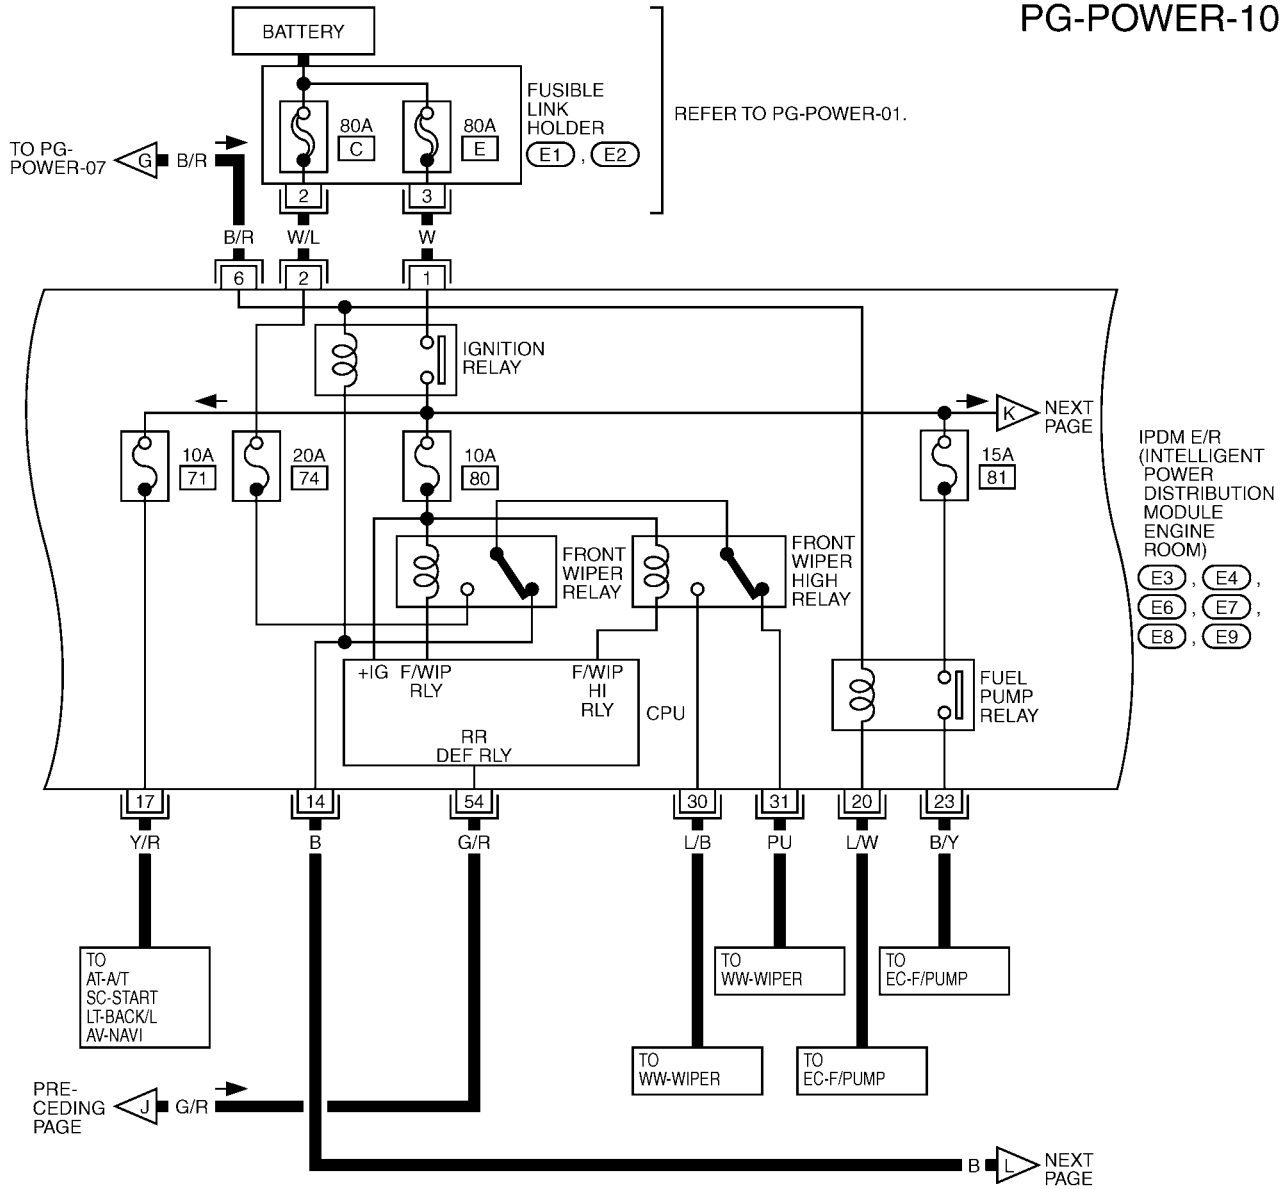 PG-POWER-10
BATTERY
FUSIBLE
LINK
HOLDER
E1 , E2
80A
C
80A
E
REFER TO PG-POWER-01.
TO PG-
POWER-07
G
B/R
2
3
B/R
W/L
W
6
2
1
IGNITION
RELAY
K
NEXT
PAGE
10A
71
20A
74
10A
80
15A
81
IPDM E/R
(INTELLIGENT
POWER
DISTRIBUTION
MODULE
ENGINE
ROOM)
E3 , E4 ,
E6 , E7 ,
E8 , E9
FRONT
WIPER
RELAY
FRONT
WIPER
HIGH
RELAY
+IG
F/WIP
RLY
F/WIP
HI
RLY
CPU
RR
DEF RLY
FUEL
PUMP
RELAY
17
14
54
30
31
20
23
Y/R
B
G/R
L/B
PU
L/W
B/Y
TO
AT-A/T
SC-START
LT-BACK/L
AV-NAVI
TO
WW-WIPER
TO
EC-F/PUMP
TO
WW-WIPER
TO
EC-F/PUMP
PRE-
CEDING
PAGE
J
G/R
B
L
NEXT
PAGE